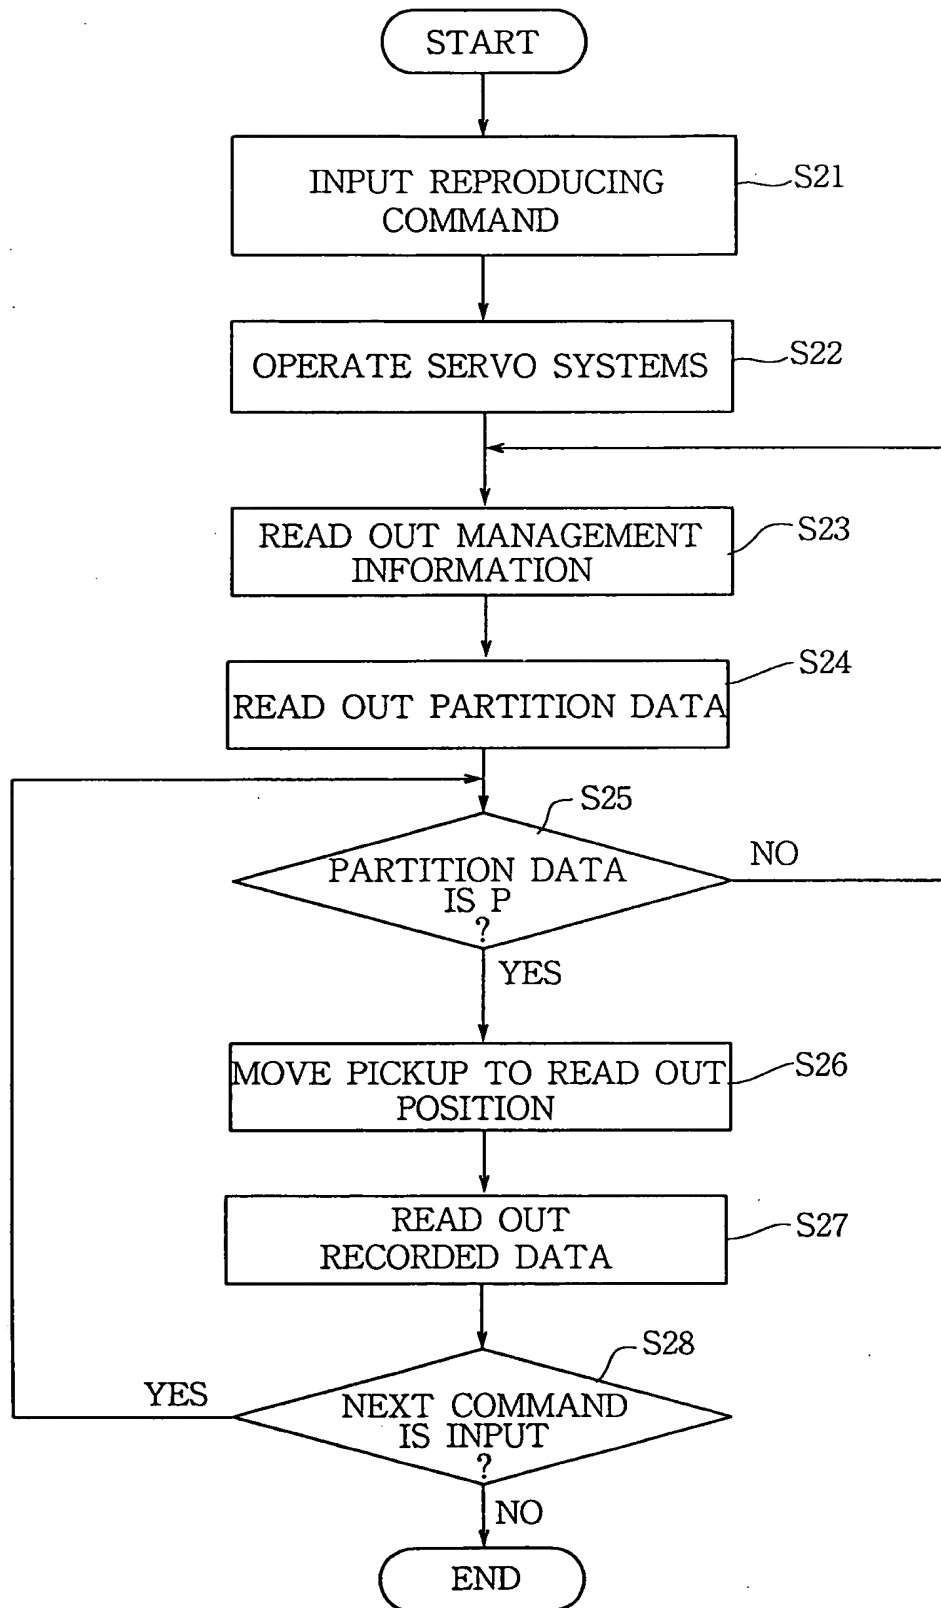 START
INPUT REPRODUCING
COMMAND
S21
OPERATE SERVO SYSTEMS
S22
READ OUT MANAGEMENT
INFORMATION
S23
READ OUT PARTITION DATA
S24
S25
PARTITION DATA
IS P
?
NO
YES
MOVE PICKUP TO READ OUT
POSITION
S26
READ OUT
RECORDED DATA
S27
S28
YES
NEXT COMMAND
IS INPUT
?
NO
END